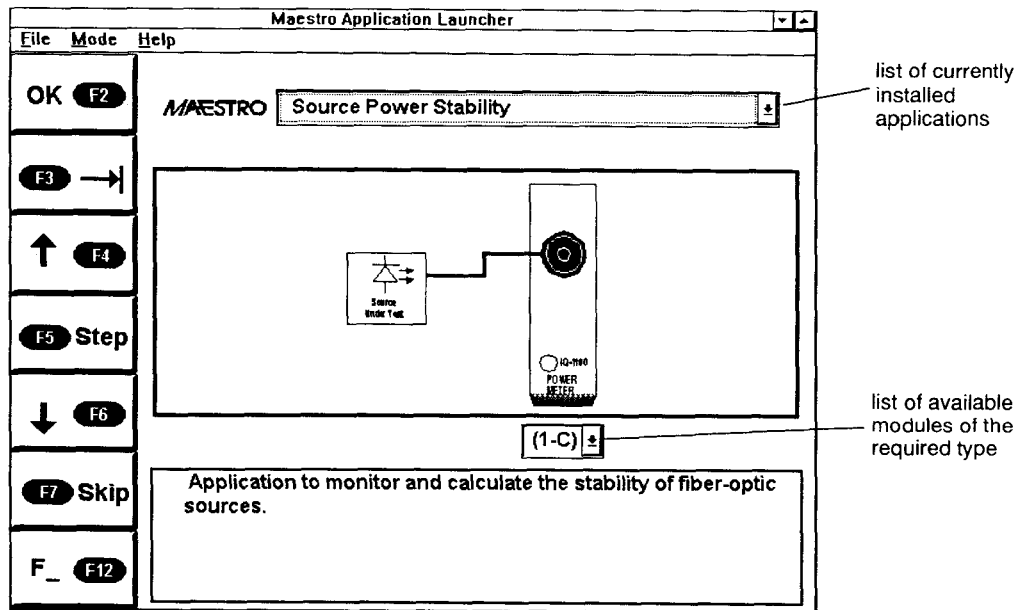 Maestro Application Launcher
File Mode Help
OK F2
F3
F4
F5 Step
F6
F7 Skip
F_ F12
MAESTRO
Source Power Stability
Source
Under Test
IQ-1100
POWER
METER
(1-C)
Application to monitor and calculate the stability of fiber-optic
sources.
list of currently
installed
applications
list of available
modules of the
required type